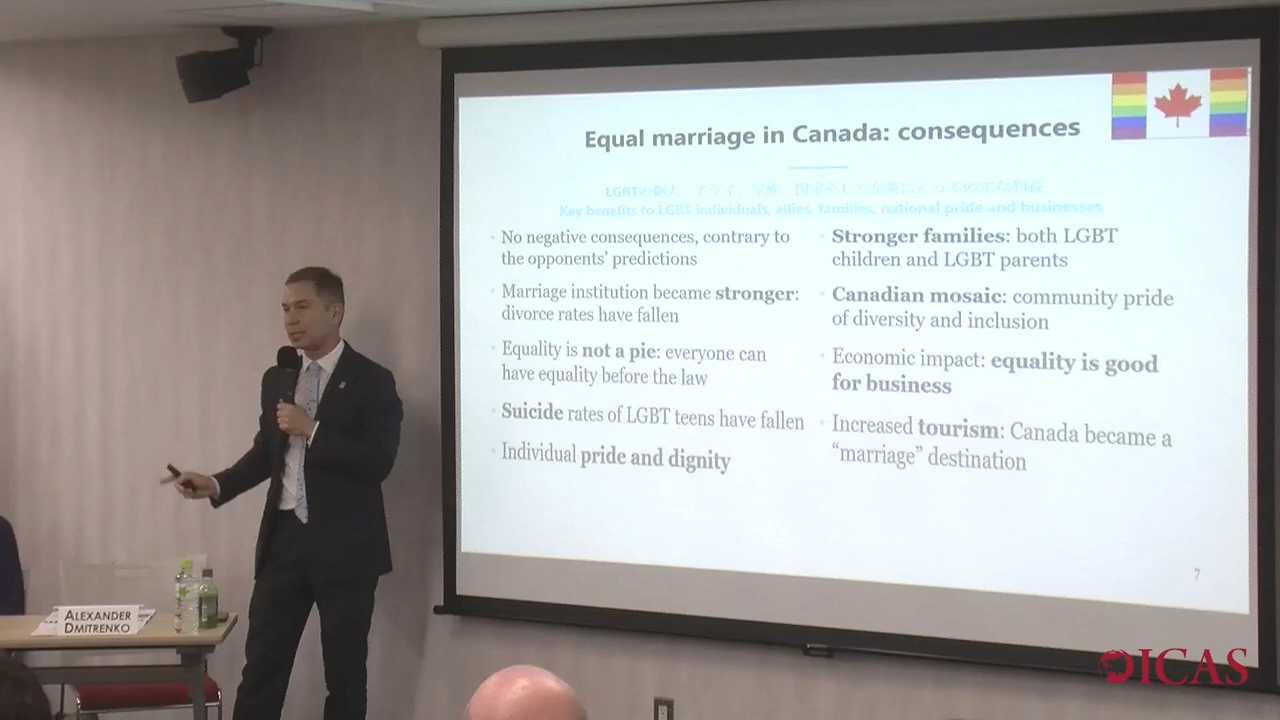 Equal marriage in Canada: consequences
LGBTの個人、アライ、家族、国家そして企業にとっての主な利益
Key benefits to LGBT individuals, allies, families, national pride and businesses
No negative consequences, contrary to
the opponents' predictions
Marriage institution became stronger:
divorce rates have fallen
Equality is not a pie: everyone can
have equality before the law
Suicide rates of LGBT teens have fallen
Individual pride and dignity
Stronger families: both LGBT
children and LGBT parents
Canadian mosaic: community pride
of diversity and inclusion
Economic impact: equality is good
for business
Increased tourism: Canada became a
“marriage” destination
7
ALEXANDER
DMITRENKO
ICAS